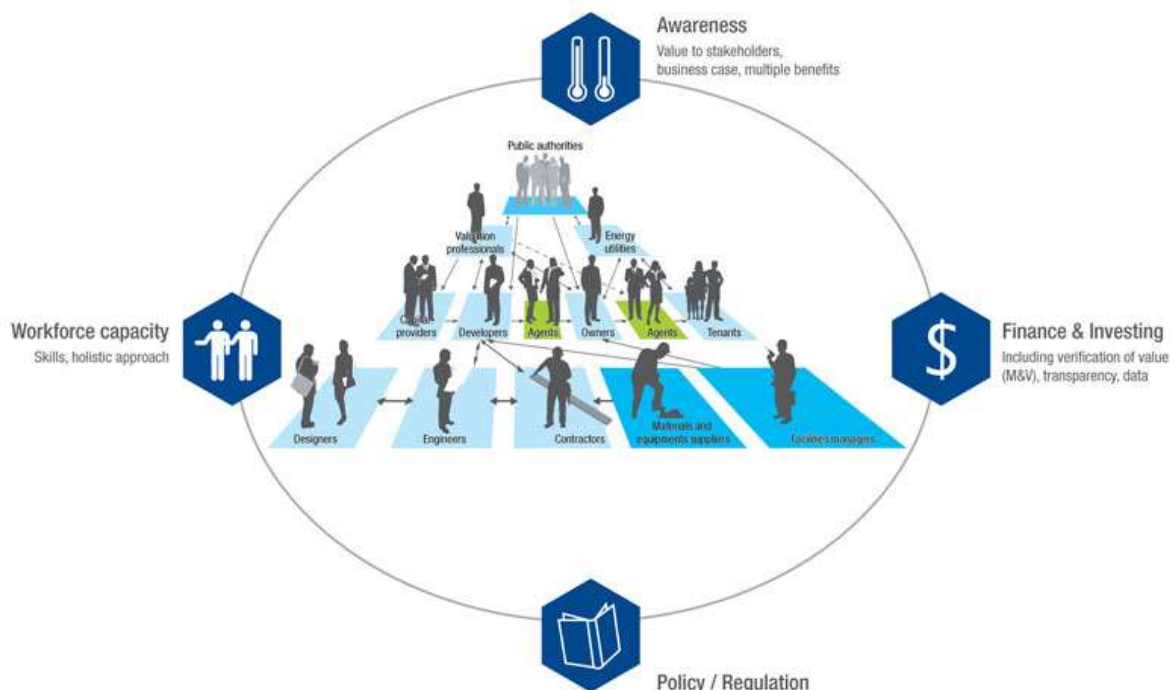 Awareness
Value to stakeholders,
business case, multiple benefits
Public authorities
professionals
Energy
utilities
providers
Developers
Agents
Owners
Agents
Tenants
Workforce capacity
Skills, holistic approach
$
Finance & Investing
Including verification of value
(M&V), transparency, data
Designers
Engineers
Contractors
Materials and
equipments suppliers
Facilities managers
Policy / Regulation